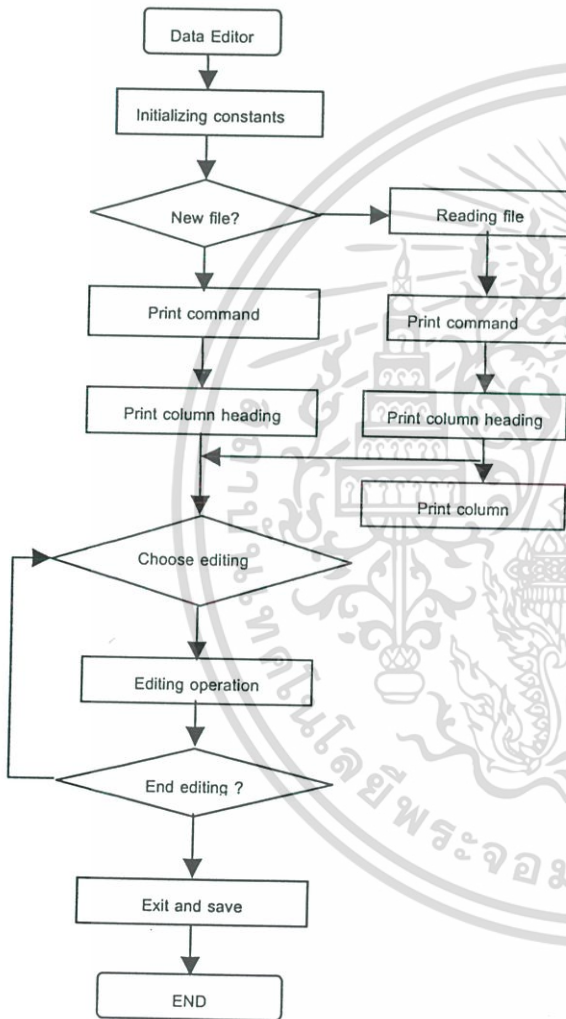 Data Editor
Initializing constants
New file?
Reading file
Print command
Print command
Print column heading
Print column heading
Print column
Choose editing
Editing operation
End editing ?
Exit and save
END